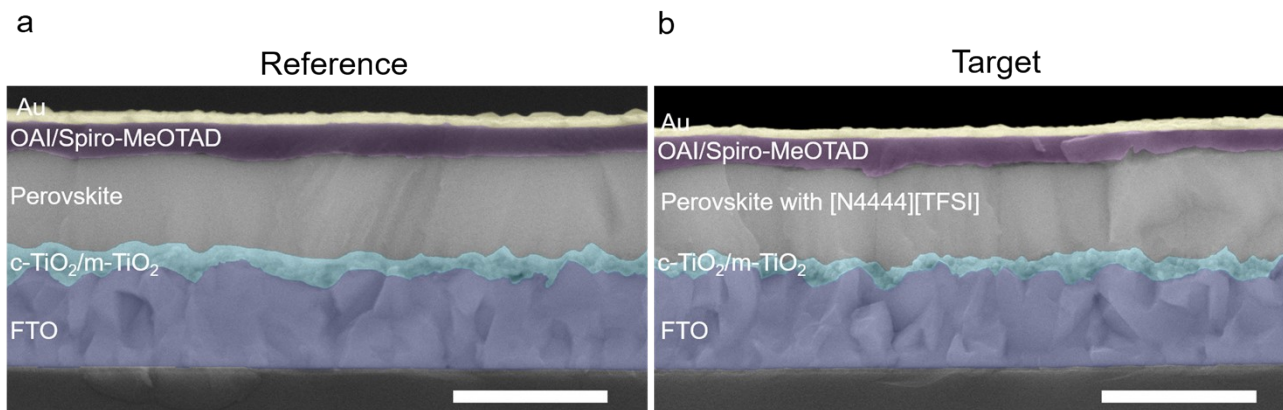 a
Reference
Au
OAI/Spiro-MeOTAD
Perovskite
c-TiO₂/m-TiO₂
FTO
b
Target
Au
OAI/Spiro-MeOTAD
Perovskite with [N4444][TFSI]
c-TiO₂/m-TiO₂
FTO